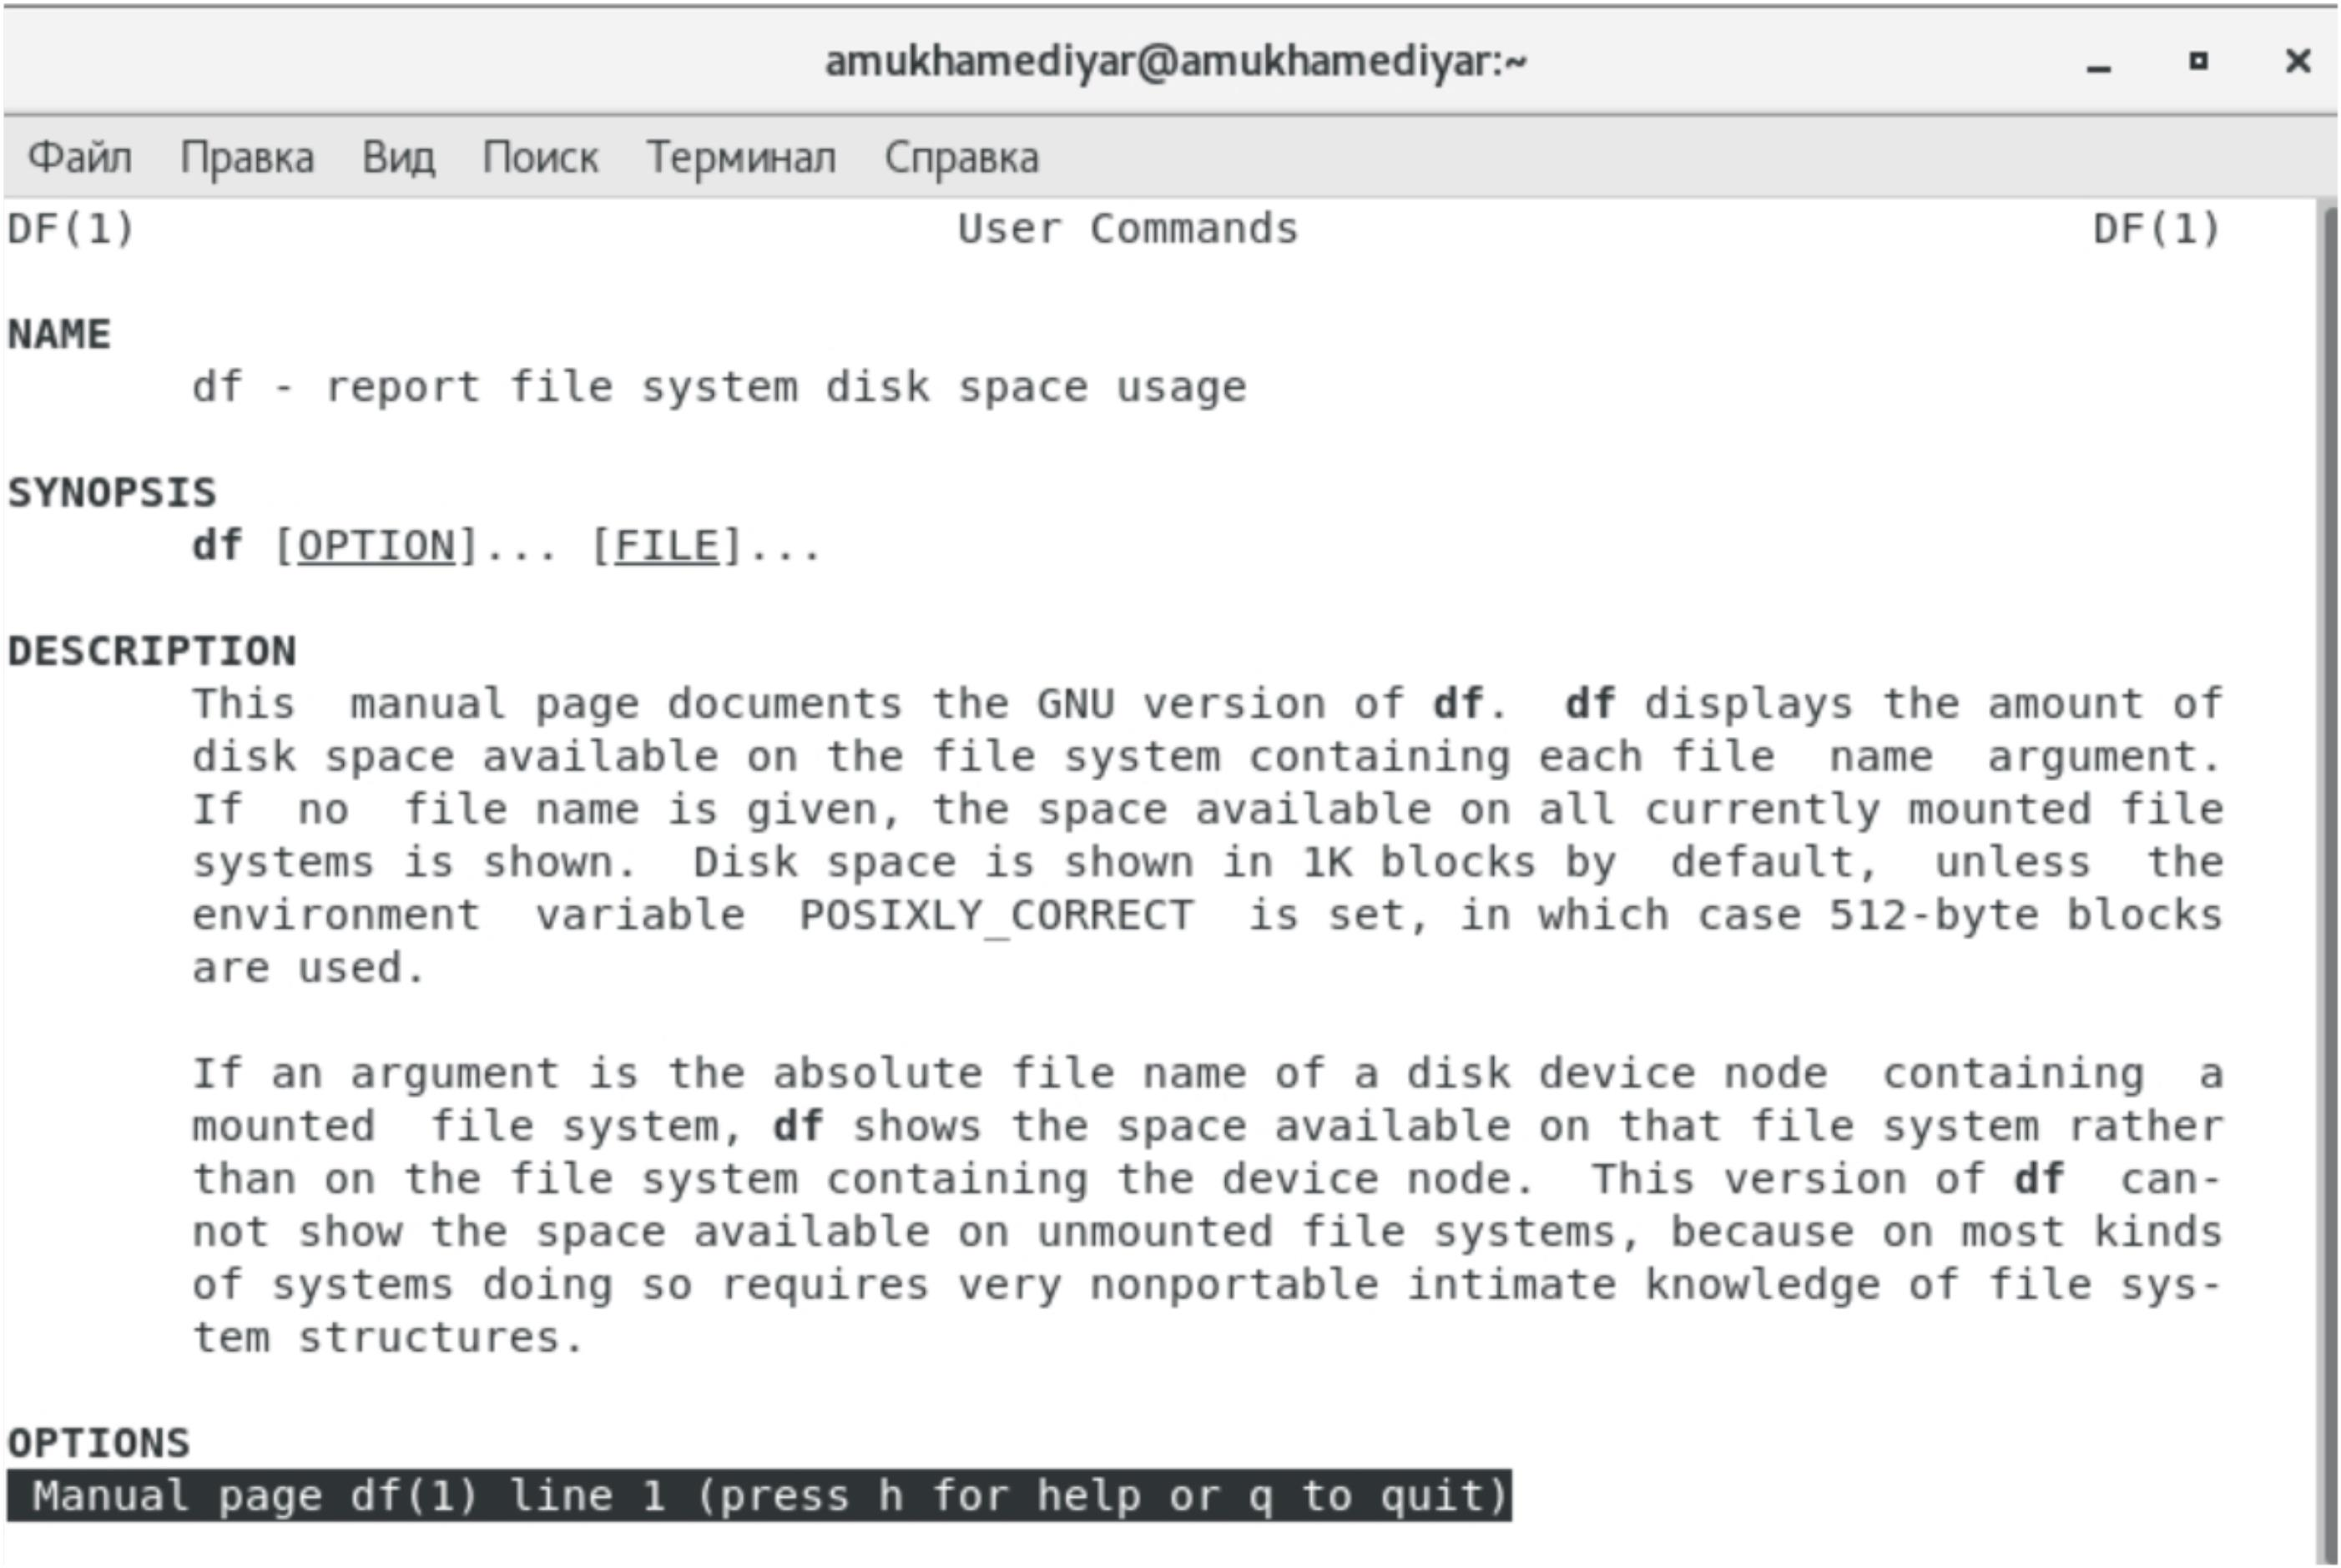 amukhamediyar@amukhamediyar:~
Файл Правка Вид Поиск Терминал Справка
DF(1) User Commands DF(1)
NAME
df - report file system disk space usage
SYNOPSIS
df [OPTION]... [FILE]...
DESCRIPTION
This manual page documents the GNU version of df. df displays the amount of
disk space available on the file system containing each file name argument.
If no file name is given, the space available on all currently mounted file
systems is shown. Disk space is shown in 1K blocks by default, unless the
environment variable POSIXLY_CORRECT is set, in which case 512-byte blocks
are used.
If an argument is the absolute file name of a disk device node containing a
mounted file system, df shows the space available on that file system rather
than on the file system containing the device node. This version of df can-
not show the space available on unmounted file systems, because on most kinds
of systems doing so requires very nonportable intimate knowledge of file sys-
tem structures.
OPTIONS
Manual page df(1) line 1 (press h for help or q to quit)